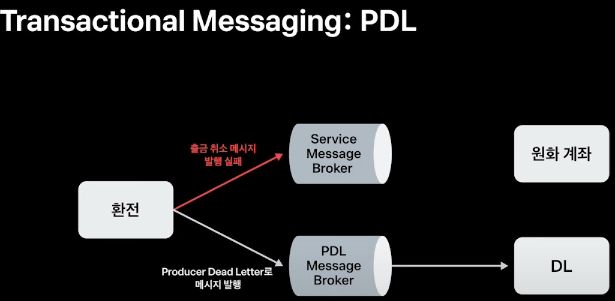 Transactional Messaging: PDL
출금 취소 메시지
발행 실패
Service
Message
Broker
원화 계좌
환전
Producer Dead Letter로
메시지 발행
PDL
Message
Broker
DL